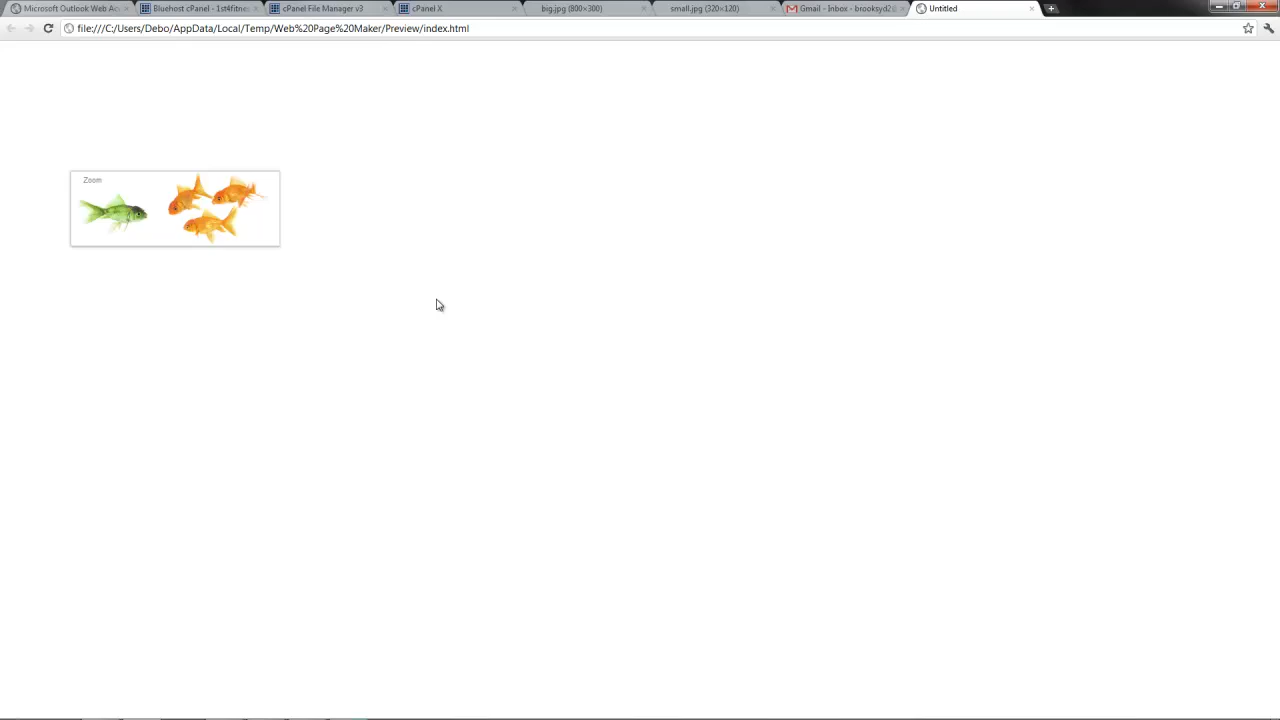 Microsoft Outlook Web Ac
Bluehost cPanel - 1st4fitnes
cPanel File Manager v3
cPanel X
big.jpg (800×300)
small.jpg (320×120)
Gmail - Inbox - brooksyd2@
Untitled
file:///C:/Users/Debo/AppData/Local/Temp/Web%20Page%20Maker/Preview/index.html
Zoom